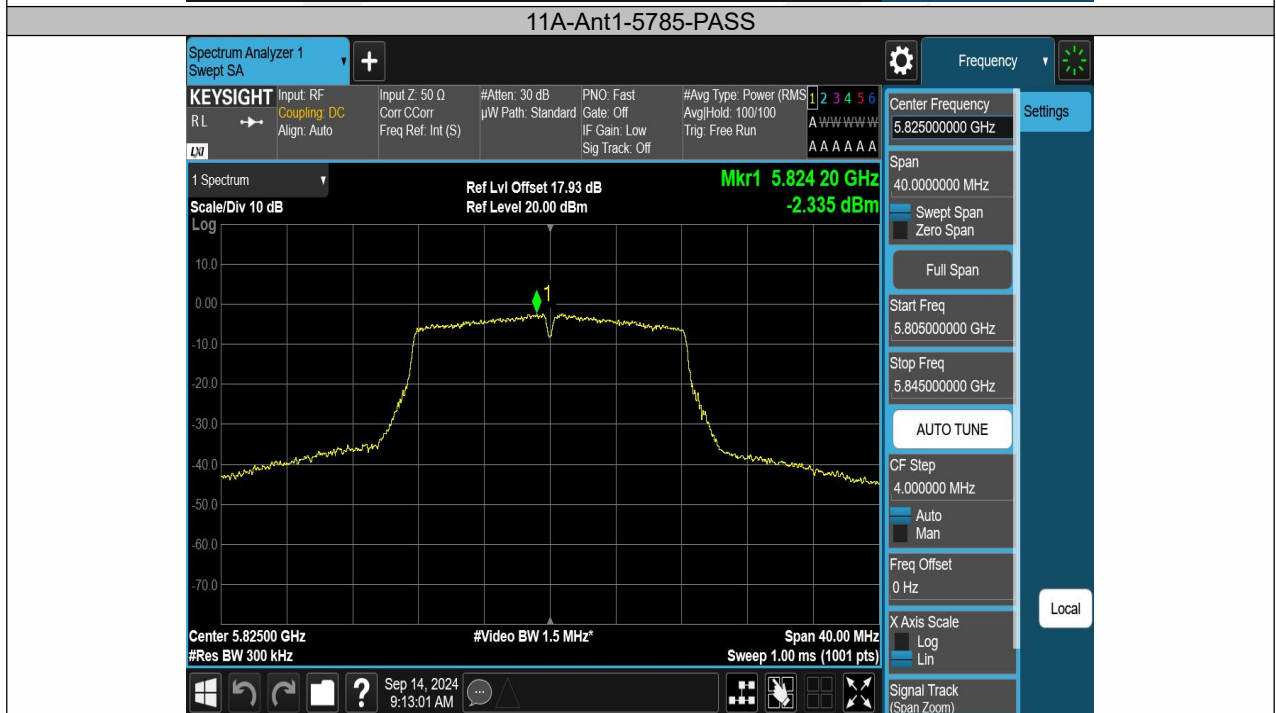 11A-Ant1-5785-PASS
Spectrum Analyzer 1
Swept SA
Frequency
KEYSIGHT
R L
LXI
Input: RF
Coupling: DC
Align: Auto
Input Z: 50 Ω
Corr CCorr
Freq Ref: Int (S)
#Atten: 30 dB
µW Path: Standard
PNO: Fast
Gate: Off
IF Gain: Low
Sig Track: Off
#Avg Type: Power (RMS
Avg|Hold: 100/100
Trig: Free Run
1 2 3 4 5 6
A W W W W W
A A A A A A
Center Frequency
5.825000000 GHz
Settings
Span
40.0000000 MHz
Swept Span
Zero Span
Full Span
Start Freq
5.805000000 GHz
Stop Freq
5.845000000 GHz
AUTO TUNE
CF Step
4.000000 MHz
Auto
Man
Freq Offset
0 Hz
X Axis Scale
Log
Lin
Signal Track
(Span Zoom)
Local
1 Spectrum
Scale/Div 10 dB
Log
Ref Lvl Offset 17.93 dB
Ref Level 20.00 dBm
Mkr1 5.824 20 GHz
-2.335 dBm
10.0
0.00
-10.0
-20.0
-30.0
-40.0
-50.0
-60.0
-70.0
1
Center 5.82500 GHz
#Res BW 300 kHz
#Video BW 1.5 MHz*
Span 40.00 MHz
Sweep 1.00 ms (1001 pts)
?
Sep 14, 2024
9:13:01 AM